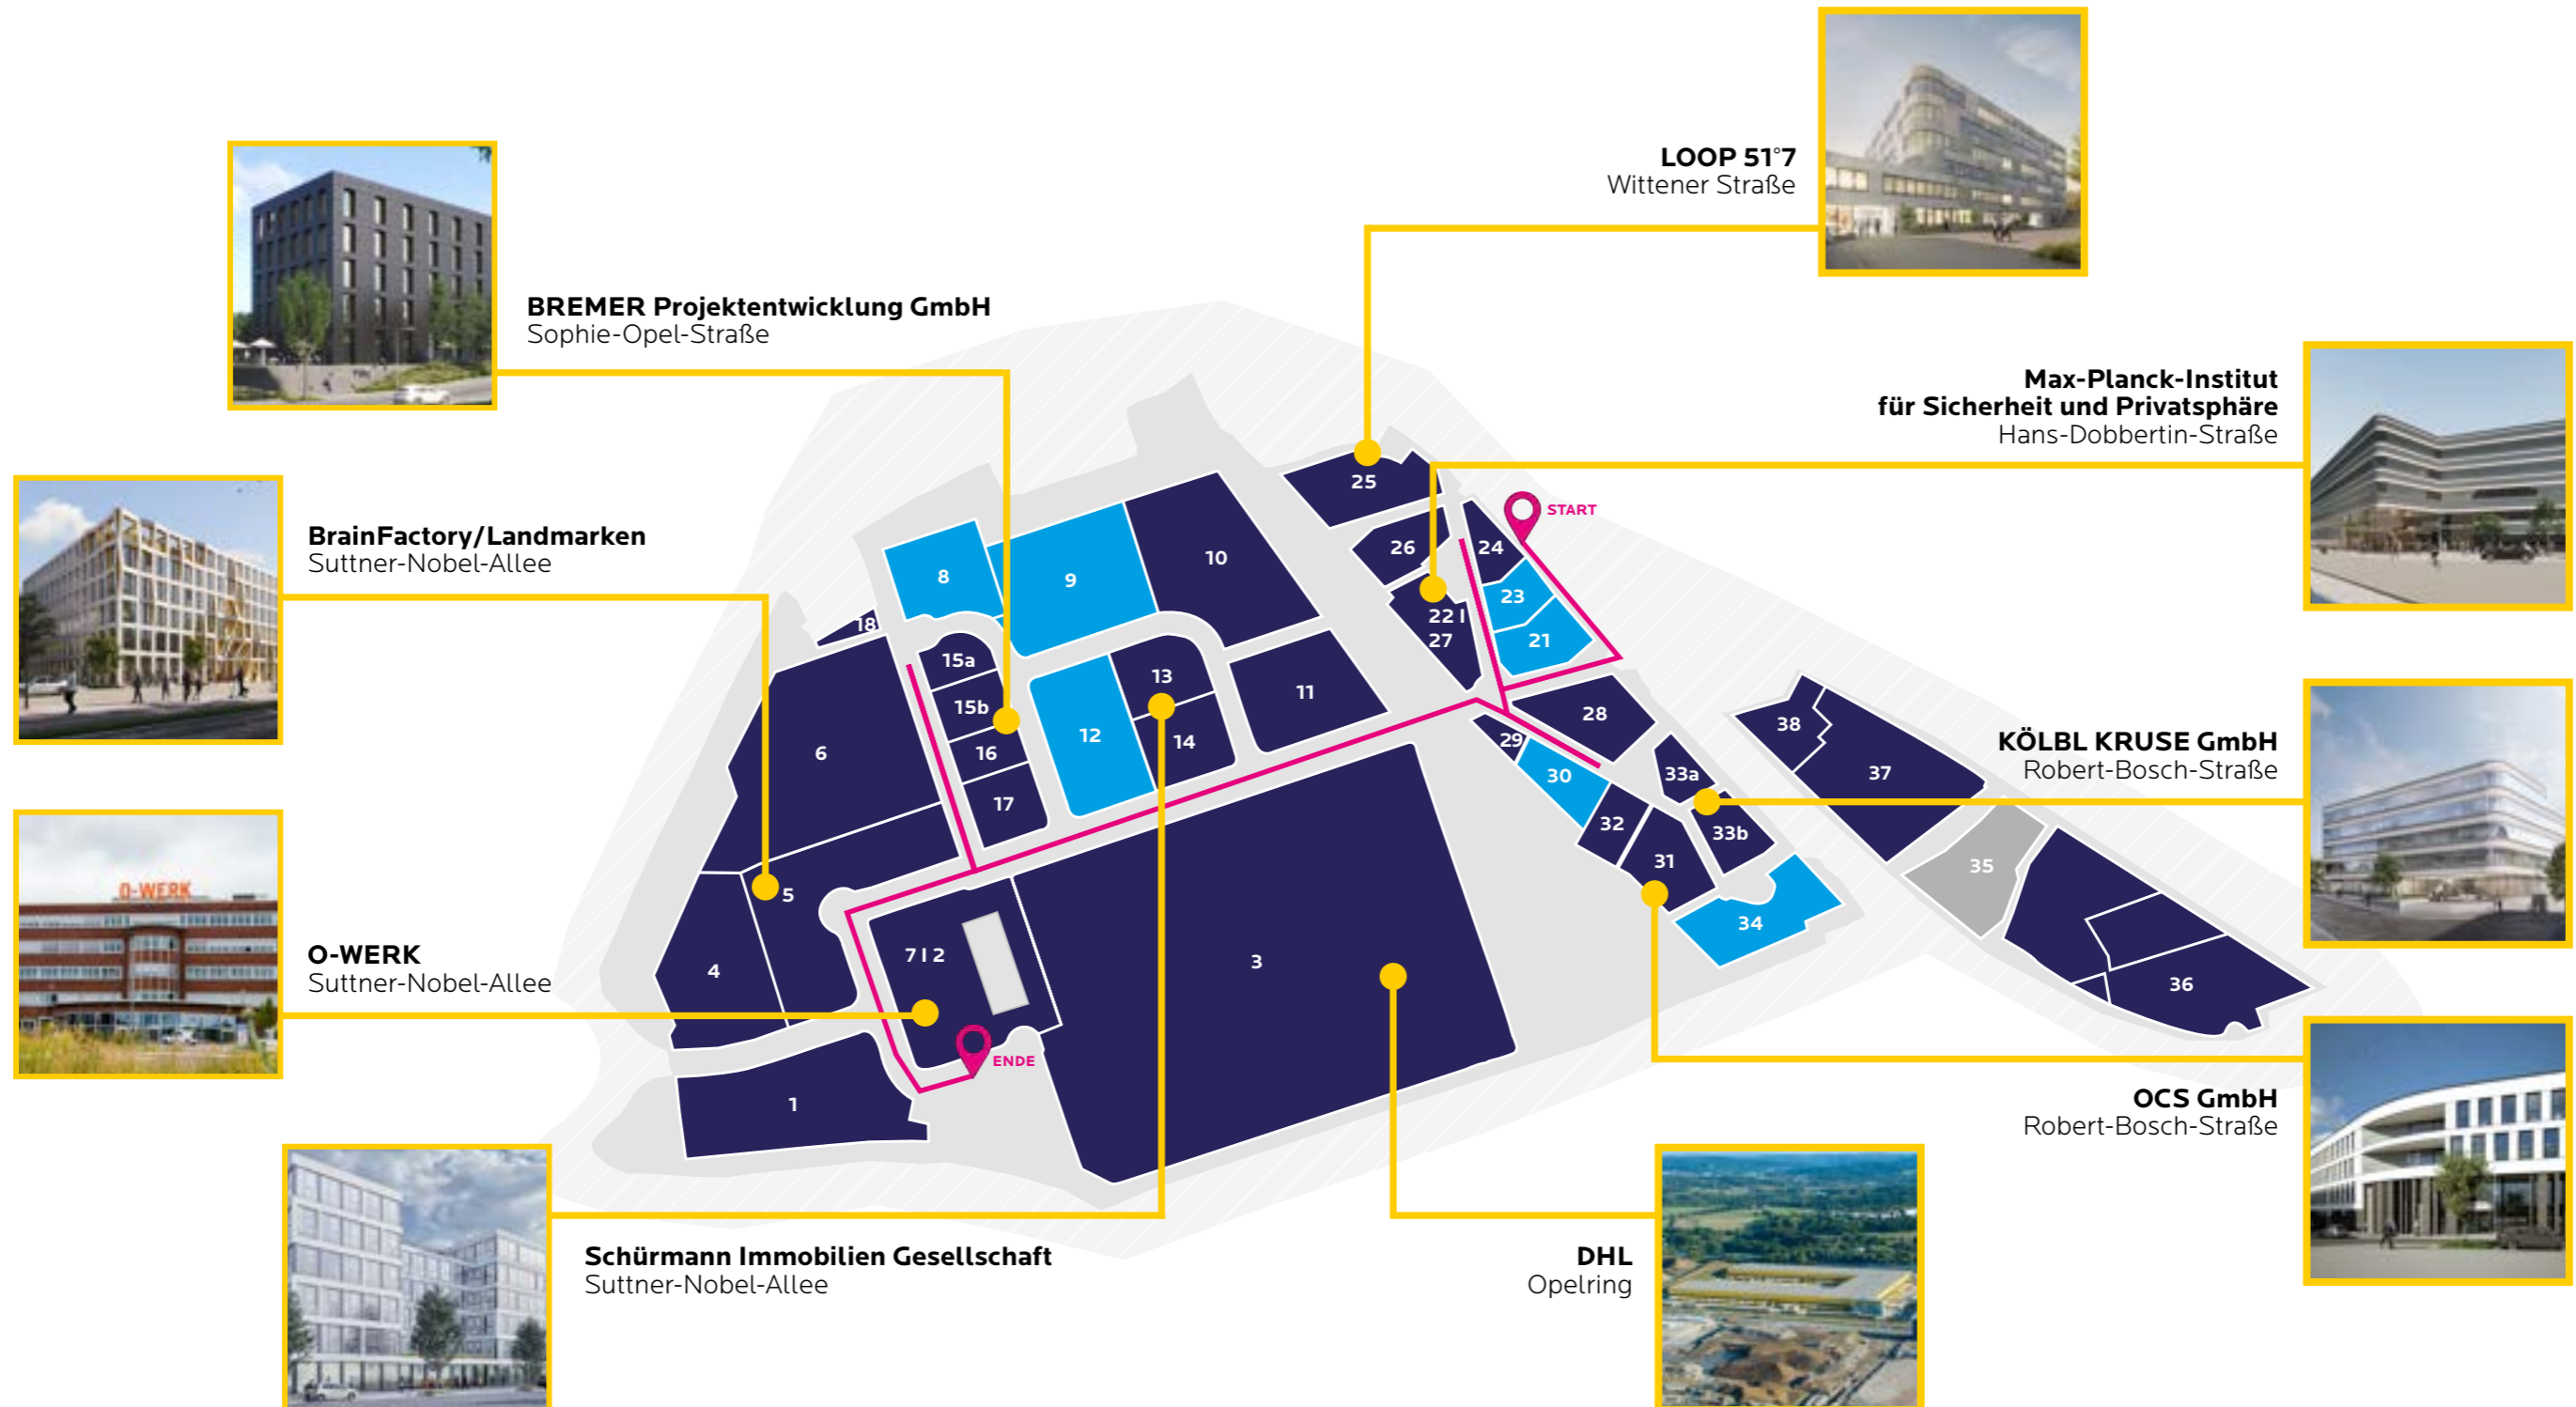 LOOP 51°7
Wittener Straße
BREMER Projektentwicklung GmbH
Sophie-Opel-Straße
Max-Planck-Institut
für Sicherheit und Privatsphäre
Hans-Dobbertin-Straße
BrainFactory/Landmarken
Suttner-Nobel-Allee
KÖLBL KRUSE GmbH
Robert-Bosch-Straße
O-WERK
O-WERK
Suttner-Nobel-Allee
OCS GmbH
Robert-Bosch-Straße
Schürmann Immobilien Gesellschaft
Suttner-Nobel-Allee
DHL
Opelring
START
ENDE
25
26
24
22 I
27
23
21
10
9
8
18
15a
15b
16
17
13
14
12
11
6
5
4
7 I 2
3
1
28
29
30
32
31
33a
33b
34
38
37
35
36